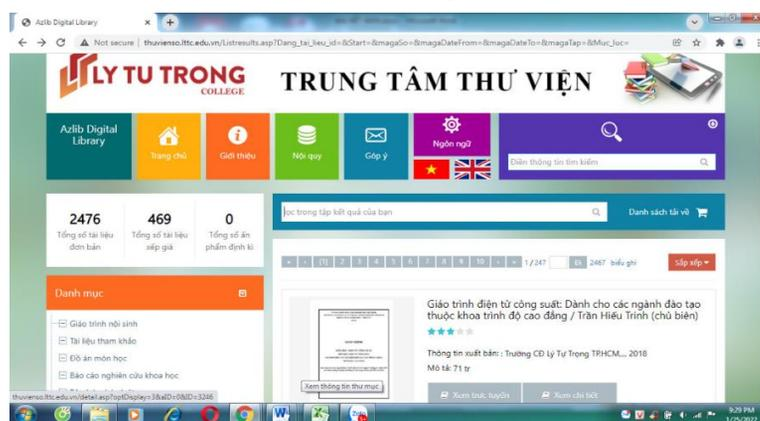 Azlib Digital Library
Not secure | thuvienso.lttc.edu.vn/Listresults.asp?Dang_tai_lieu_id=&Start=&magaSo=&magaDateFrom=&magaDateTo=&magaTap=&Muc_loc=
LY TU TRONG
COLLEGE
TRUNG TÂM THƯ VIỆN
Azlib Digital
Library
Trang chủ
Giới thiệu
Nội quy
Góp ý
Ngôn ngữ
Điền thông tin tìm kiếm
2476
Tổng số tài liệu
đơn bản
469
Tổng số tài liệu
xếp giá
0
Tổng số ấn
phẩm định kì
lọc trong tập kết quả của bạn
Danh sách tải về
« ‹ [1] 2 3 4 5 6 7 8 9 10 › » 1/247 Đi 2467 biểu ghi
Sắp xếp
Danh mục
Giáo trình nội sinh
Tài liệu tham khảo
Đồ án môn học
Báo cáo nghiên cứu khoa học
Giáo trình điện tử công suất: Dành cho các ngành đào tạo
thuộc khoa trình độ cao đẳng / Trần Hiếu Trinh (chủ biên)
Thông tin xuất bản: : Trường CĐ Lý Tự Trọng TP.HCM,,, 2018
Mô tả: 71 tr
Xem thông tin thư mục
Xem trực tuyến
Xem chi tiết
thuvienso.lttc.edu.vn/detail.asp?optDisplay=3&aID=0&ID=3246
9:29 PM
1/25/2022